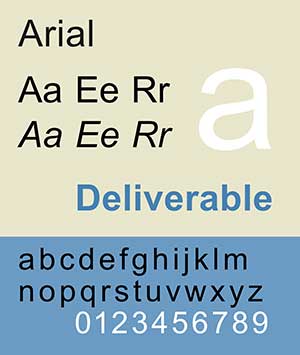 Arial
Aa Ee Rr
Aa Ee Rr
a
Deliverable
abcdefghijklm
nopqrstuvwxyz
0123456789